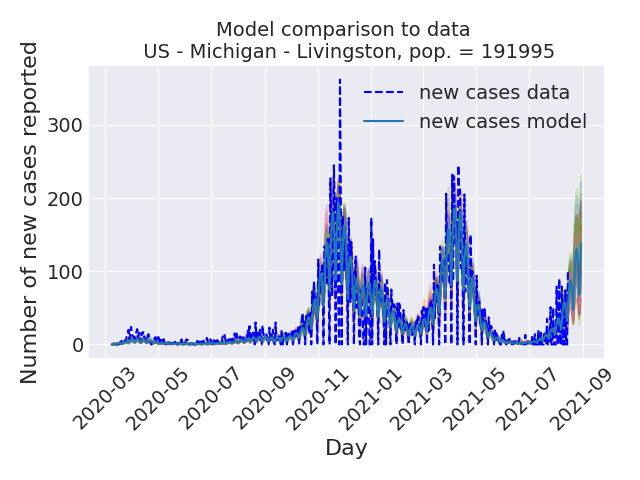 Model comparison to data
US - Michigan - Livingston, pop. = 191995
Number of new cases reported
300
200
100
0
new cases data
new cases model
2020-03
2020-05
2020-07
2020-09
2020-11
2021-01
2021-03
2021-05
2021-07
2021-09
Day